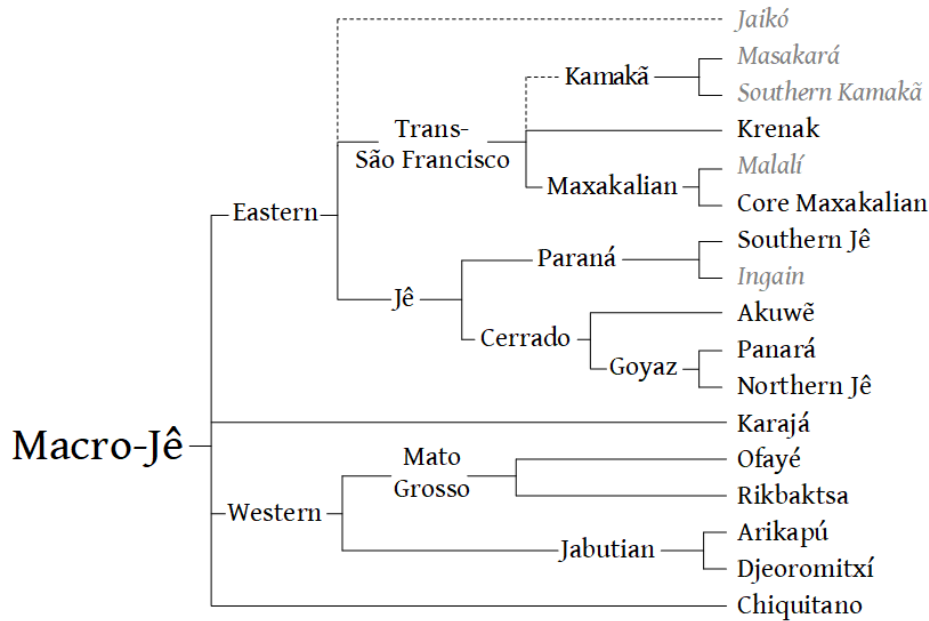 Jaikó
Masakará
Kamakã
Southern Kamakã
Trans-
São Francisco
Krenak
Malalí
Maxakalian
Core Maxakalian
Eastern
Southern Jê
Paraná
Ingain
Jê
Akuwẽ
Cerrado
Panará
Goyaz
Northern Jê
Karajá
Macro-Jê
Mato
Grosso
Ofayé
Rikbaktsa
Western
Arikapú
Jabutian
Djeoromitxí
Chiquitano